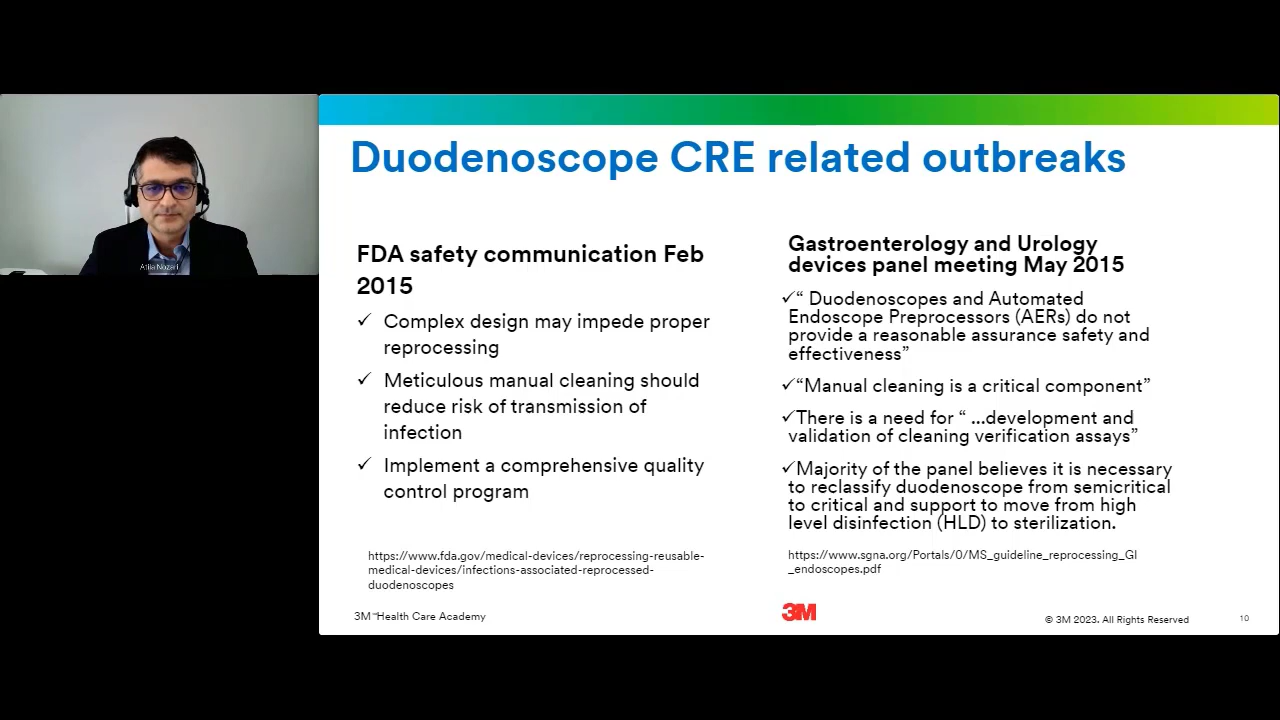 Duodenoscope CRE related outbreaks
FDA safety communication Feb
2015
✓ Complex design may impede proper
reprocessing
✓ Meticulous manual cleaning should
reduce risk of transmission of
infection
✓ Implement a comprehensive quality
control program
https://www.fda.gov/medical-devices/reprocessing-reusable-
medical-devices/infections-associated-reprocessed-
duodenoscopes
Gastroenterology and Urology
devices panel meeting May 2015
✓“ Duodenoscopes and Automated
Endoscope Preprocessors (AERs) do not
provide a reasonable assurance safety and
effectiveness”
✓“Manual cleaning is a critical component”
✓There is a need for “ ...development and
validation of cleaning verification assays”
✓Majority of the panel believes it is necessary
to reclassify duodenoscope from semicritical
to critical and support to move from high
level disinfection (HLD) to sterilization.
https://www.sgna.org/Portals/0/MS_guideline_reprocessing_GI
_endoscopes.pdf
Atila Nozari
3M℠ Health Care Academy
3M
© 3M 2023. All Rights Reserved
10